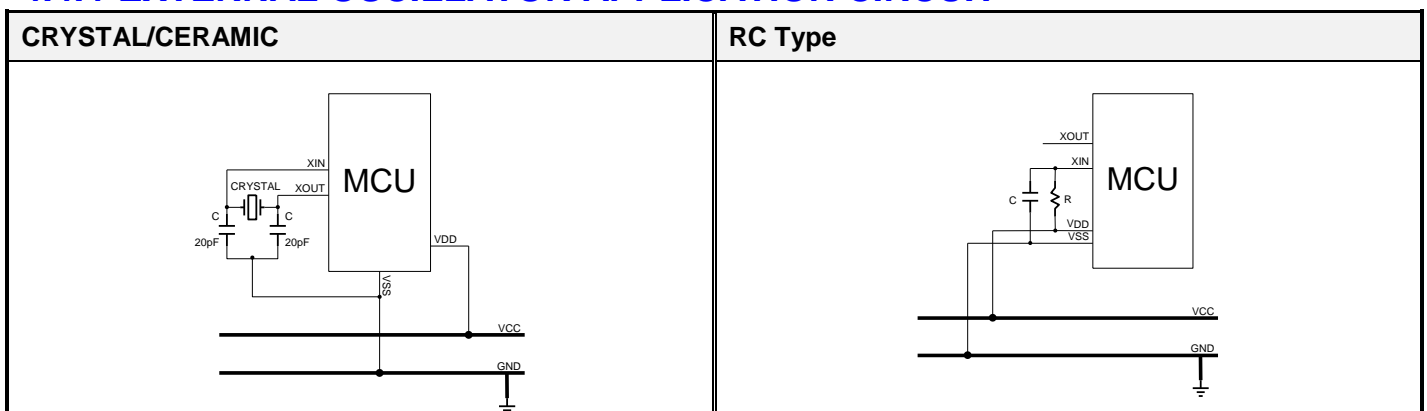 CRYSTAL/CERAMIC
RC Type
XIN
CRYSTAL
XOUT
MCU
C
C
20pF
20pF
VDD
VSS
VCC
GND
XOUT
XIN
MCU
C
R
VDD
VSS
VCC
GND